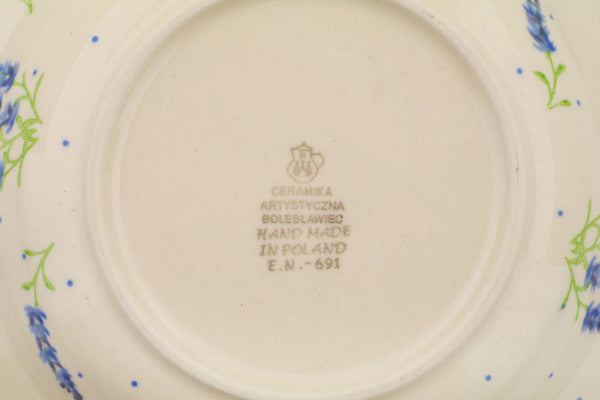 CERAMIKA
ARTYSTYCZNA
BOLESŁAWIEC
HAND MADE
IN POLAND
E.N.-691